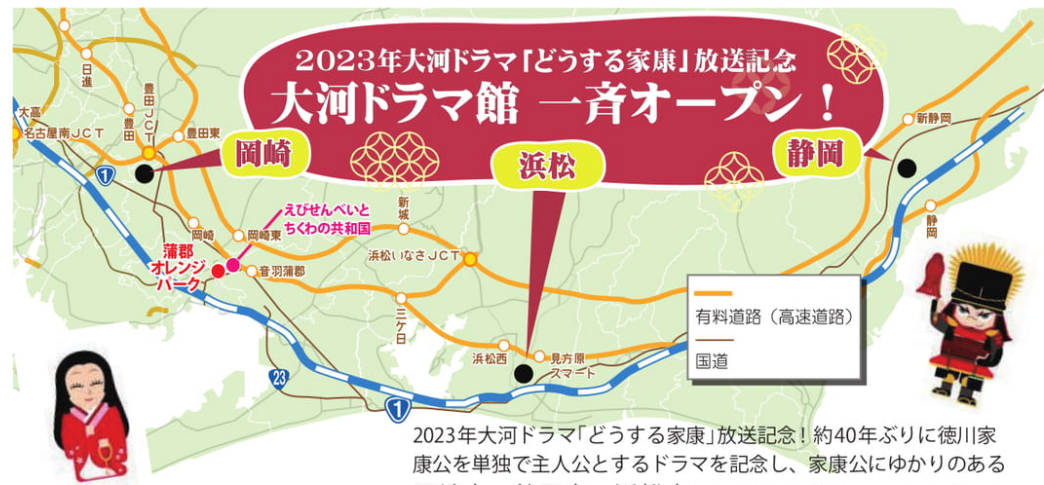 2023年大河ドラマ「どうする家康」放送記念
大河ドラマ館 一斉オープン！
岡崎
浜松
静岡
日進
豊田JCT
豊田
豊田東
大高
名古屋南JCT
1
新静岡
静岡
えびせんべいと
ちくわの共和国
新城
岡崎
岡崎東
浜松いなさJCT
蒲郡
オレンジ
パーク
音羽蒲郡
三ケ日
有料道路（高速道路）
国道
浜松西
見方原
スマート
23
1
2023年大河ドラマ「どうする家康」放送記念！約40年ぶりに徳川家
康公を単独で主人公とするドラマを記念し、家康公にゆかりのある